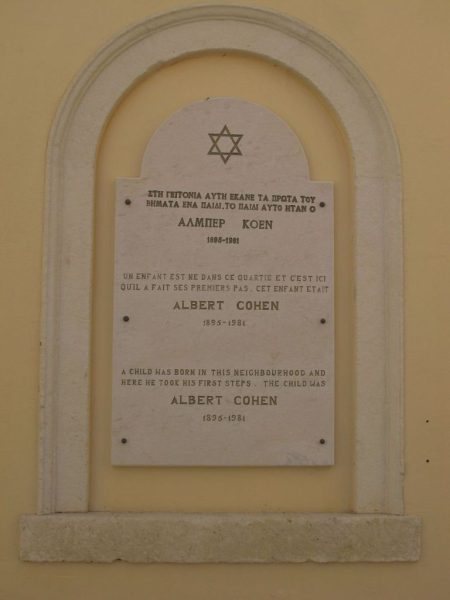 ΣΤΗ ΓΕΙΤΟΝΙΑ ΑΥΤΗ ΕΚΑΝΕ ΤΑ ΠΡΩΤΑ ΤΟΥ
ΒΗΜΑΤΑ ΕΝΑ ΠΑΙΔΙ. ΤΟ ΠΑΙΔΙ ΑΥΤΟ ΗΤΑΝ Ο
ΑΛΜΠΕΡ ΚΟΕΝ
1895-1981
UN ENFANT EST NE DANS CE QUARTIE ET C'EST ICI
QU'IL A FAIT SES PREMIERS PAS. CET ENFANT ETAIT
ALBERT COHEN
1895-1981
A CHILD WAS BORN IN THIS NEIGHBOURHOOD AND
HERE HE TOOK HIS FIRST STEPS. THE CHILD WAS
ALBERT COHEN
1895-1981